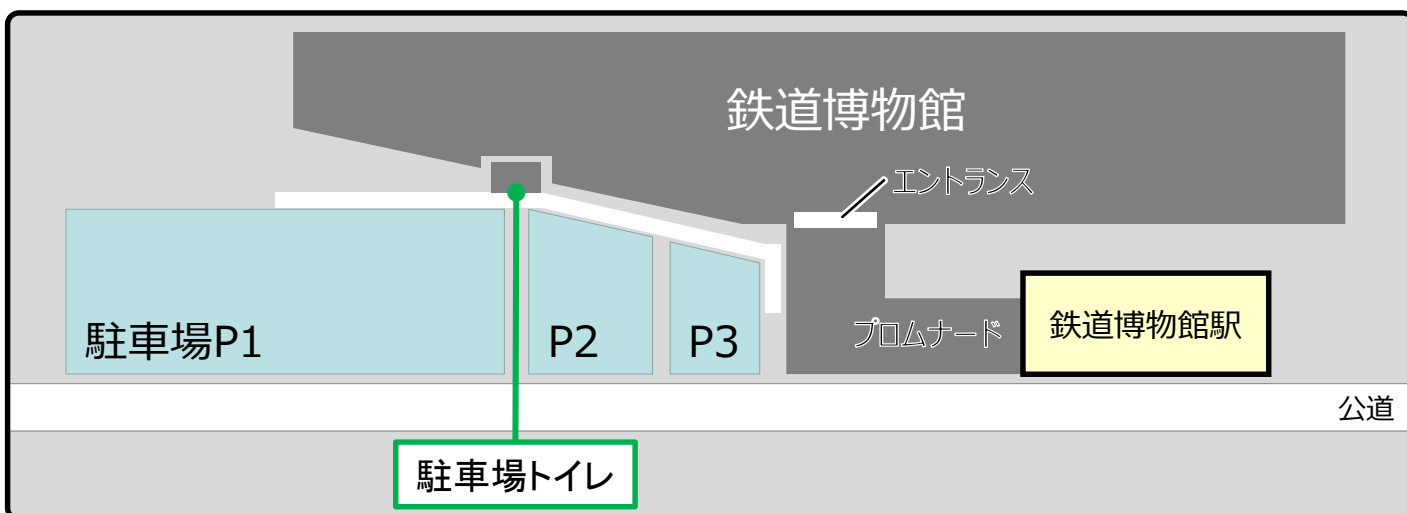 鉄道博物館
エントランス
駐車場P1
P2
P3
プロムナード
鉄道博物館駅
公道
駐車場トイレ